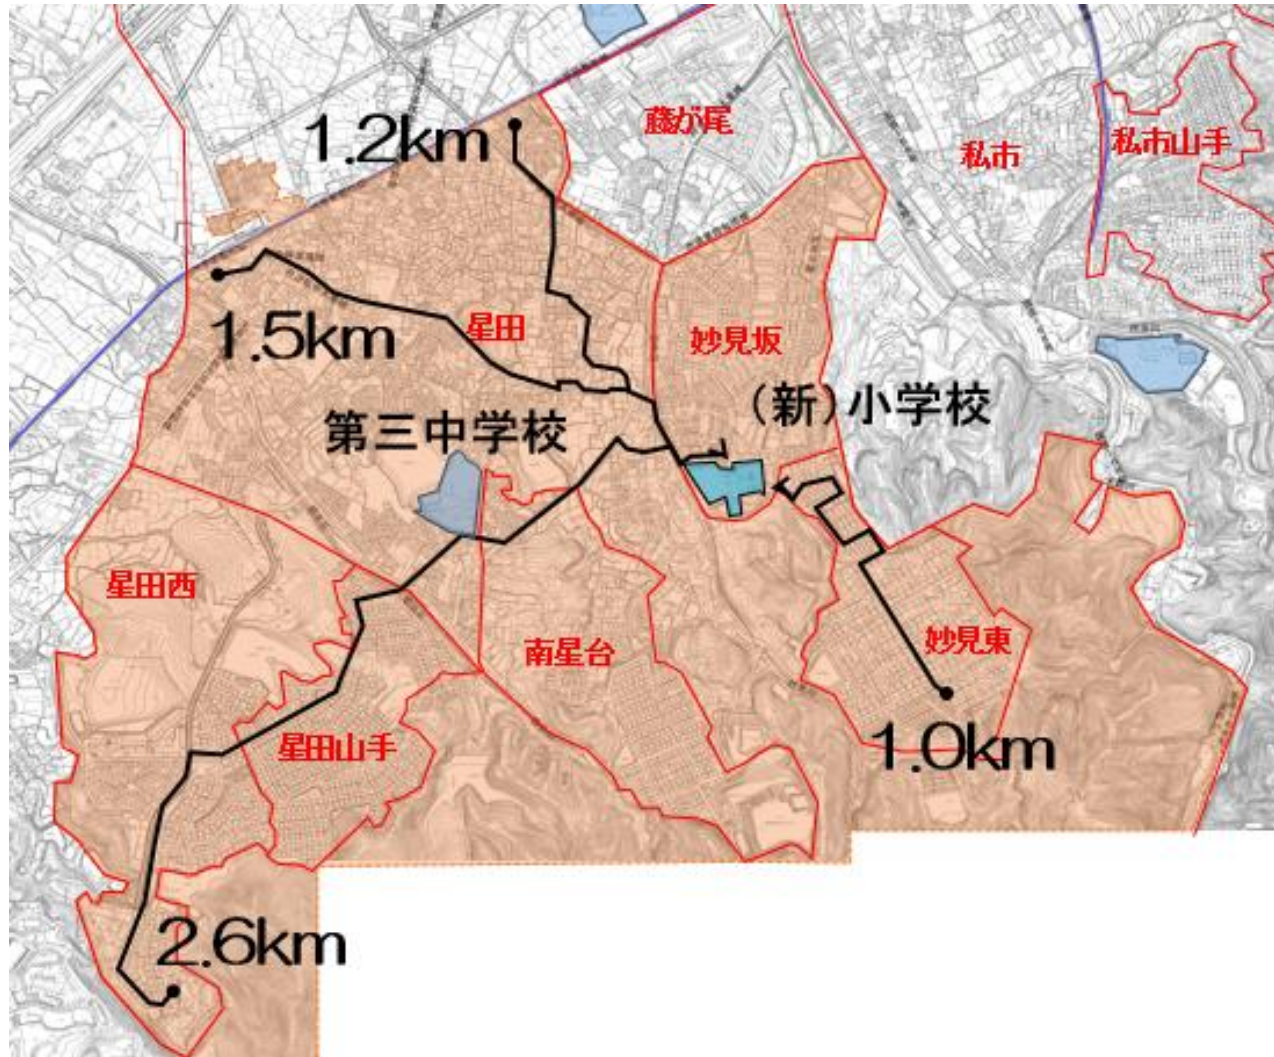 藤が尾
1.2km
私市山手
私市
星田
1.5km
妙見坂
(新)小学校
第三中学校
星田西
南星台
妙見東
星田山手
1.0km
2.6km